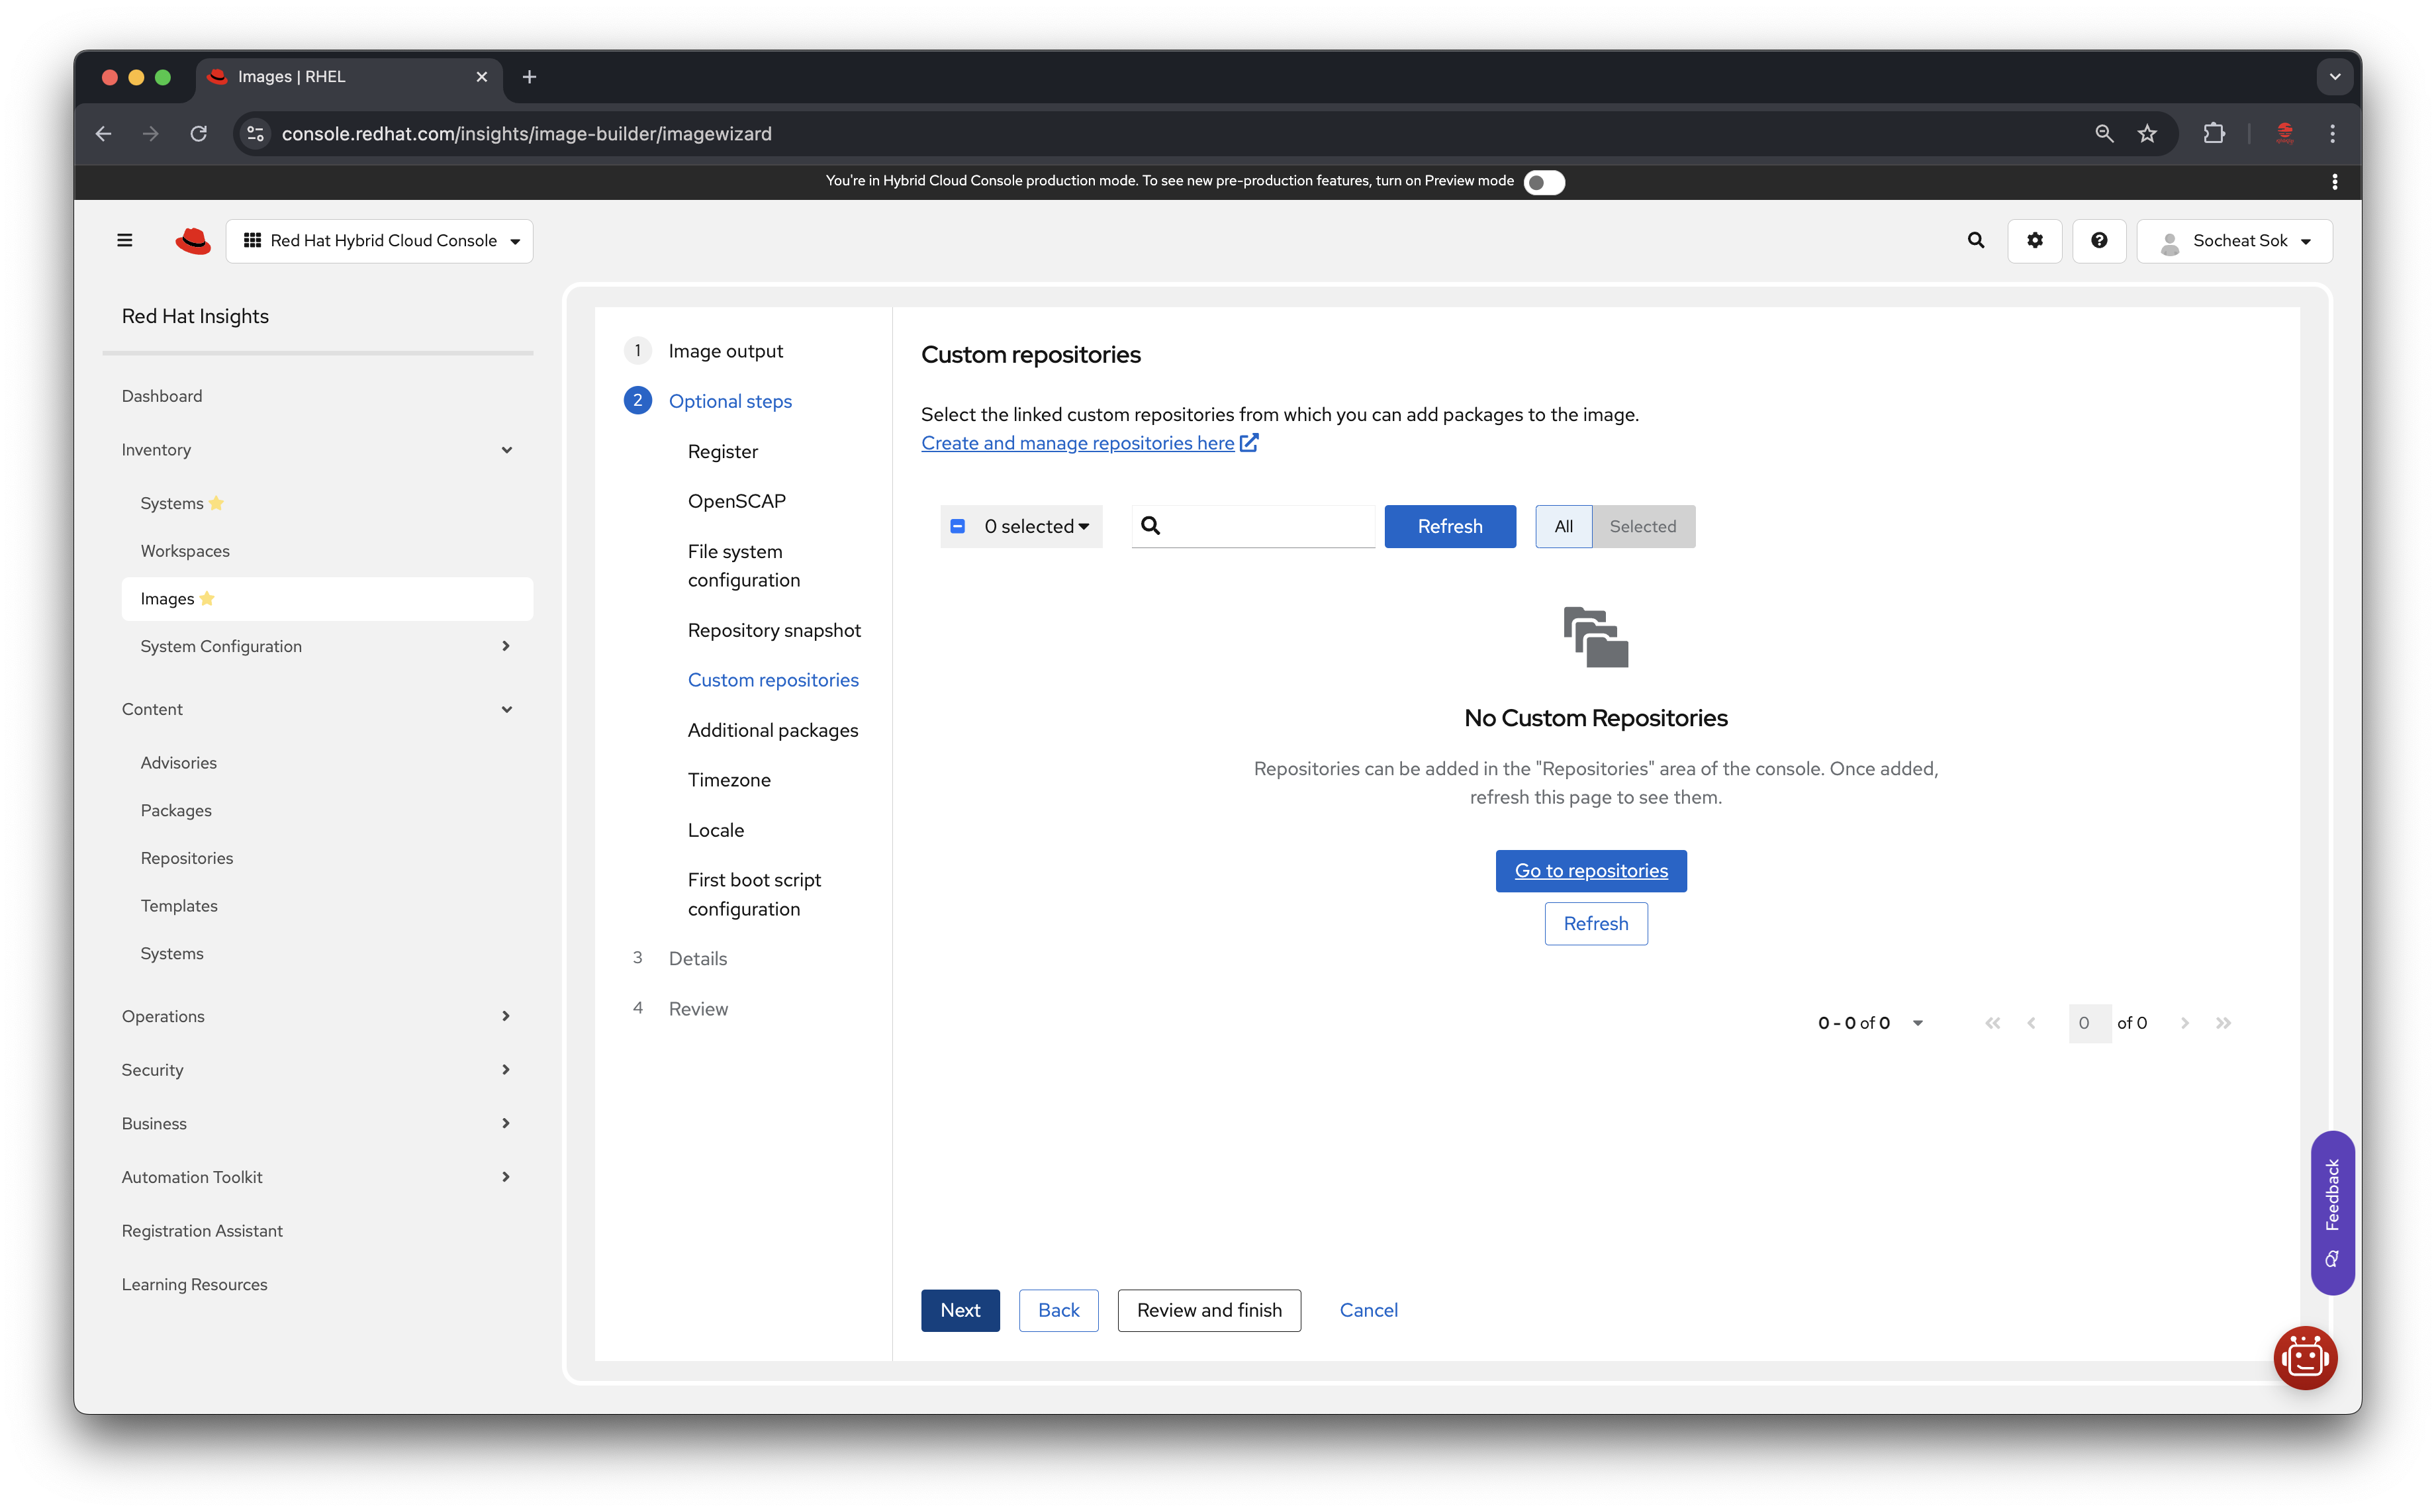 Images | RHEL
console.redhat.com/insights/image-builder/imagewizard
You're in Hybrid Cloud Console production mode. To see new pre-production features, turn on Preview mode
Red Hat Hybrid Cloud Console
Socheat Sok
Red Hat Insights
Dashboard
Inventory
Systems
Workspaces
Images
System Configuration
Content
Advisories
Packages
Repositories
Templates
Systems
Operations
Security
Business
Automation Toolkit
Registration Assistant
Learning Resources
1 Image output
2 Optional steps
Register
OpenSCAP
File system
configuration
Repository snapshot
Custom repositories
Additional packages
Timezone
Locale
First boot script
configuration
3 Details
4 Review
Custom repositories
Select the linked custom repositories from which you can add packages to the image.
Create and manage repositories here
0 selected
Refresh
All
Selected
No Custom Repositories
Repositories can be added in the "Repositories" area of the console. Once added,
refresh this page to see them.
Go to repositories
Refresh
0 - 0 of 0
0 of 0
Next
Back
Review and finish
Cancel
Feedback